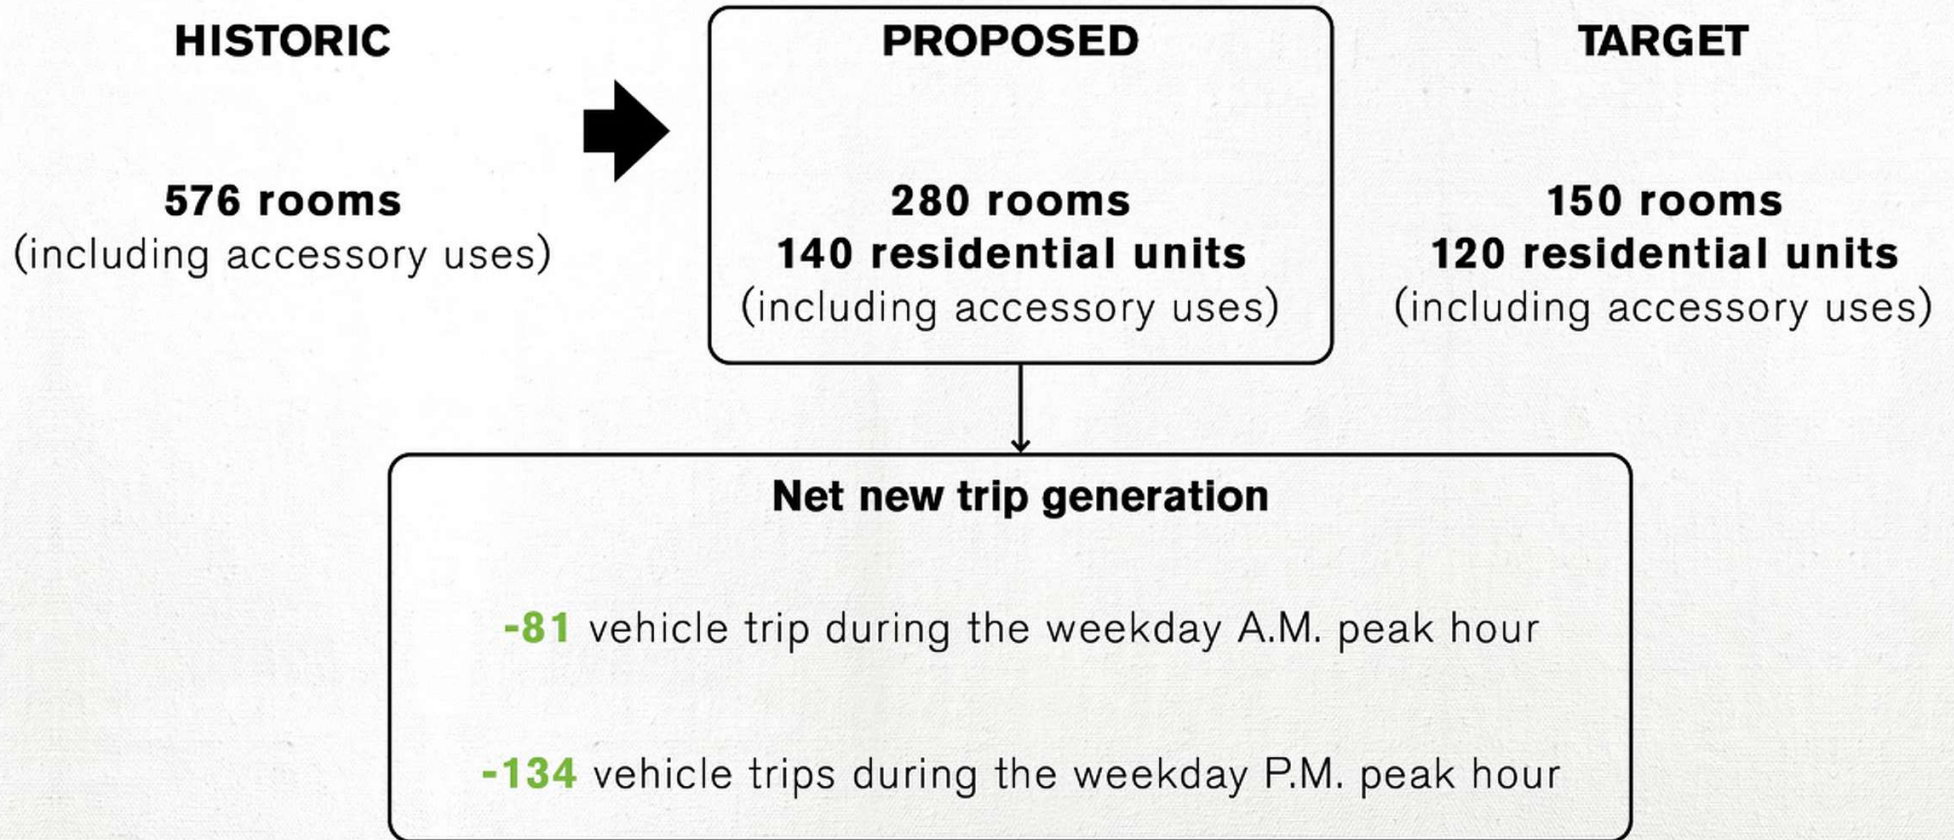 HISTORIC
576 rooms
(including accessory uses)
PROPOSED
280 rooms
140 residential units
(including accessory uses)
TARGET
150 rooms
120 residential units
(including accessory uses)
Net new trip generation
-81 vehicle trip during the weekday A.M. peak hour
-134 vehicle trips during the weekday P.M. peak hour